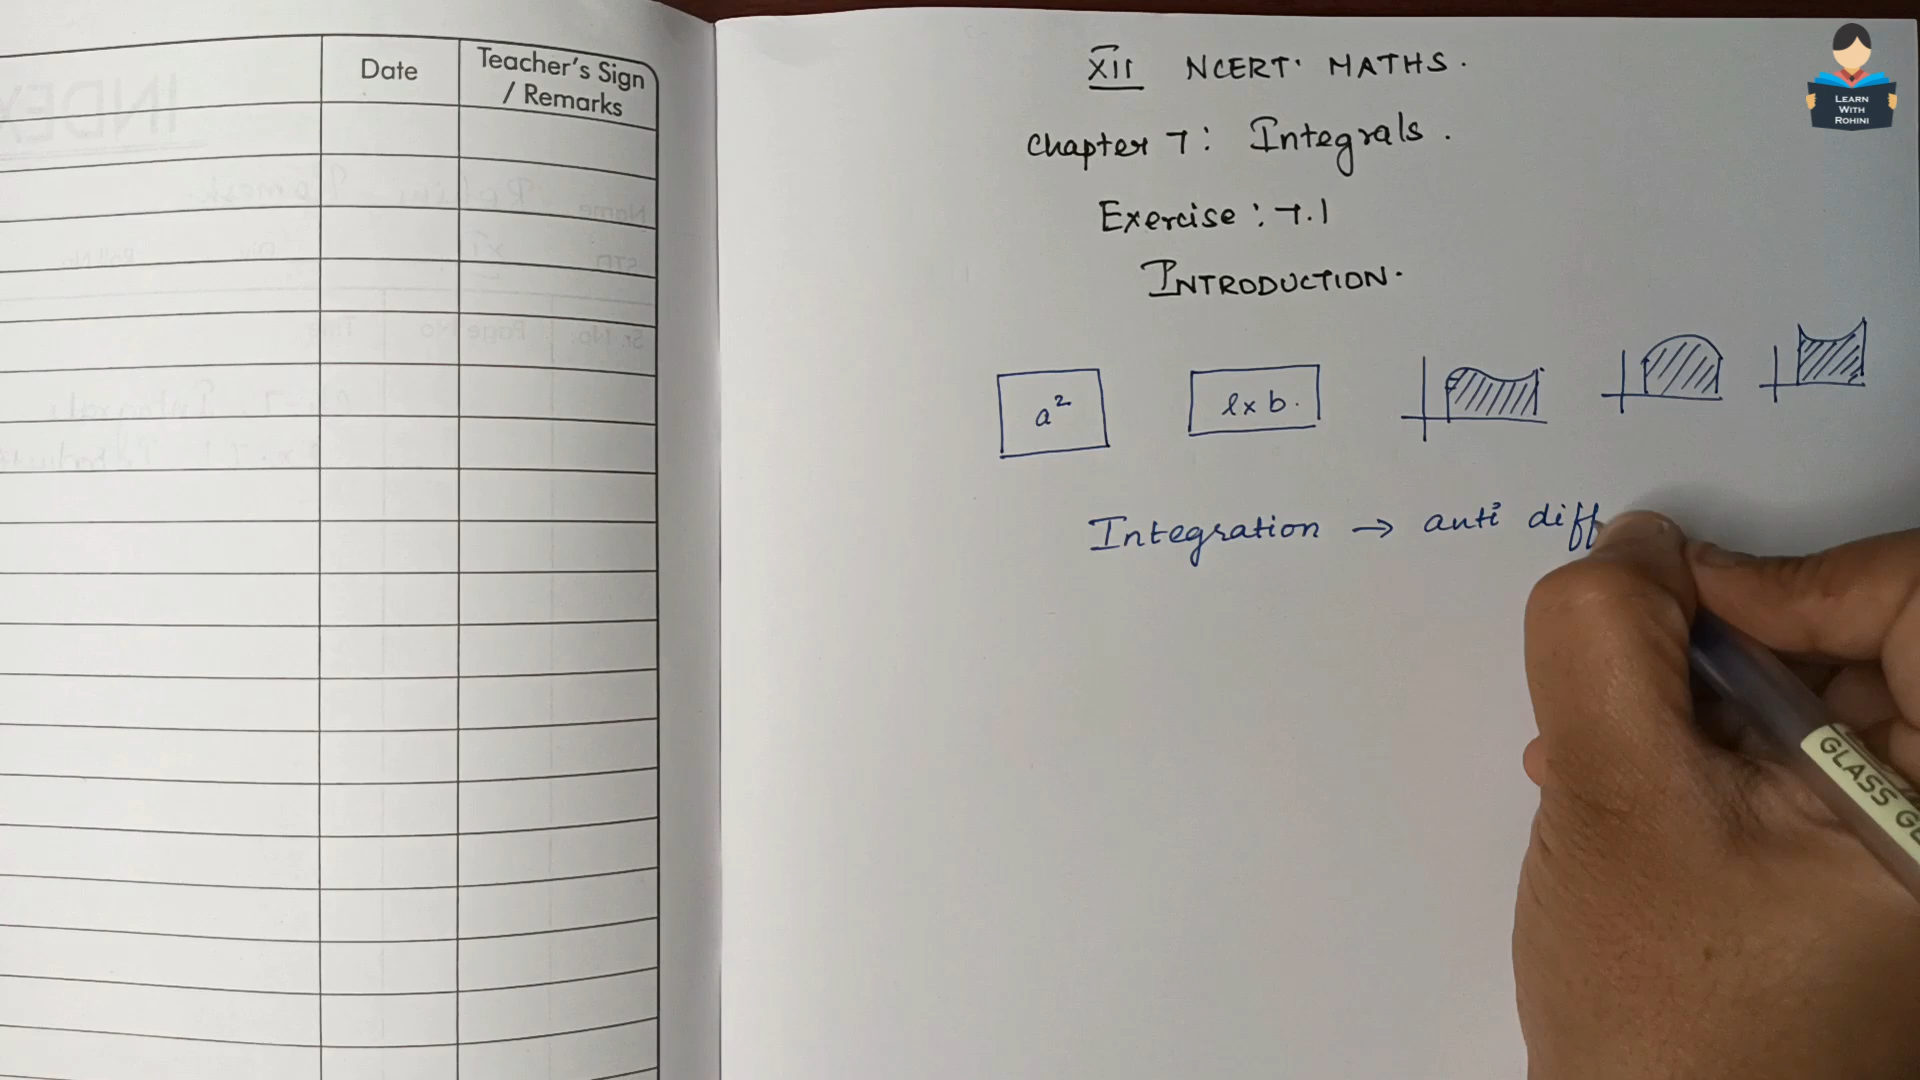 Date
Teacher's Sign
/ Remarks
XII NCERT MATHS.
Chapter 7: Integrals.
Exercise: 7.1
INTRODUCTION.
a²
l x b.
Integration → anti diff
LEARN
WITH
ROHINI
GLASS